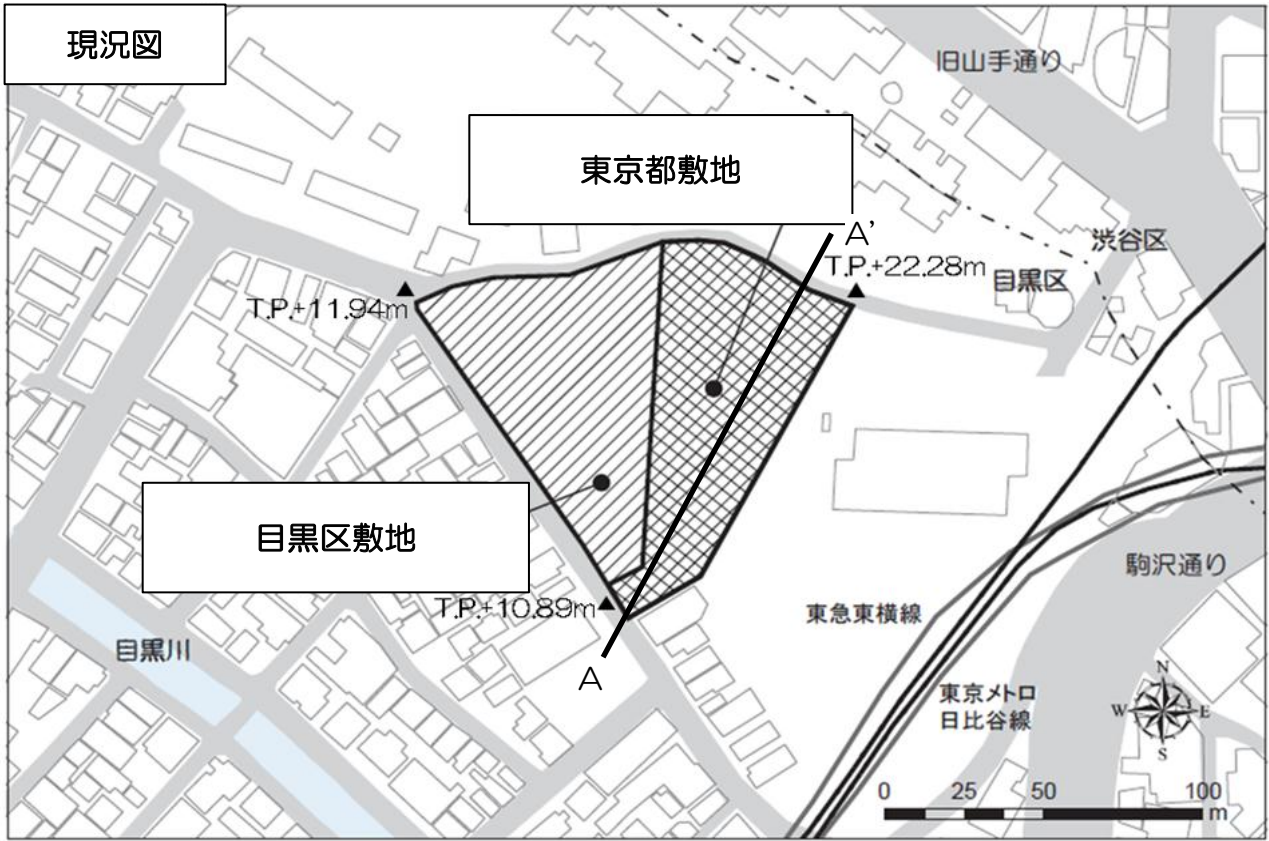 現況図
旧山手通り
東京都敷地
A’
渋谷区
T.P.+22.28m
目黒区
T.P.+11.94m
目黒区敷地
駒沢通り
T.P.+10.89m
東急東横線
目黒川
A
東京メトロ
日比谷線
N
W E
S
0 25 50 100
m